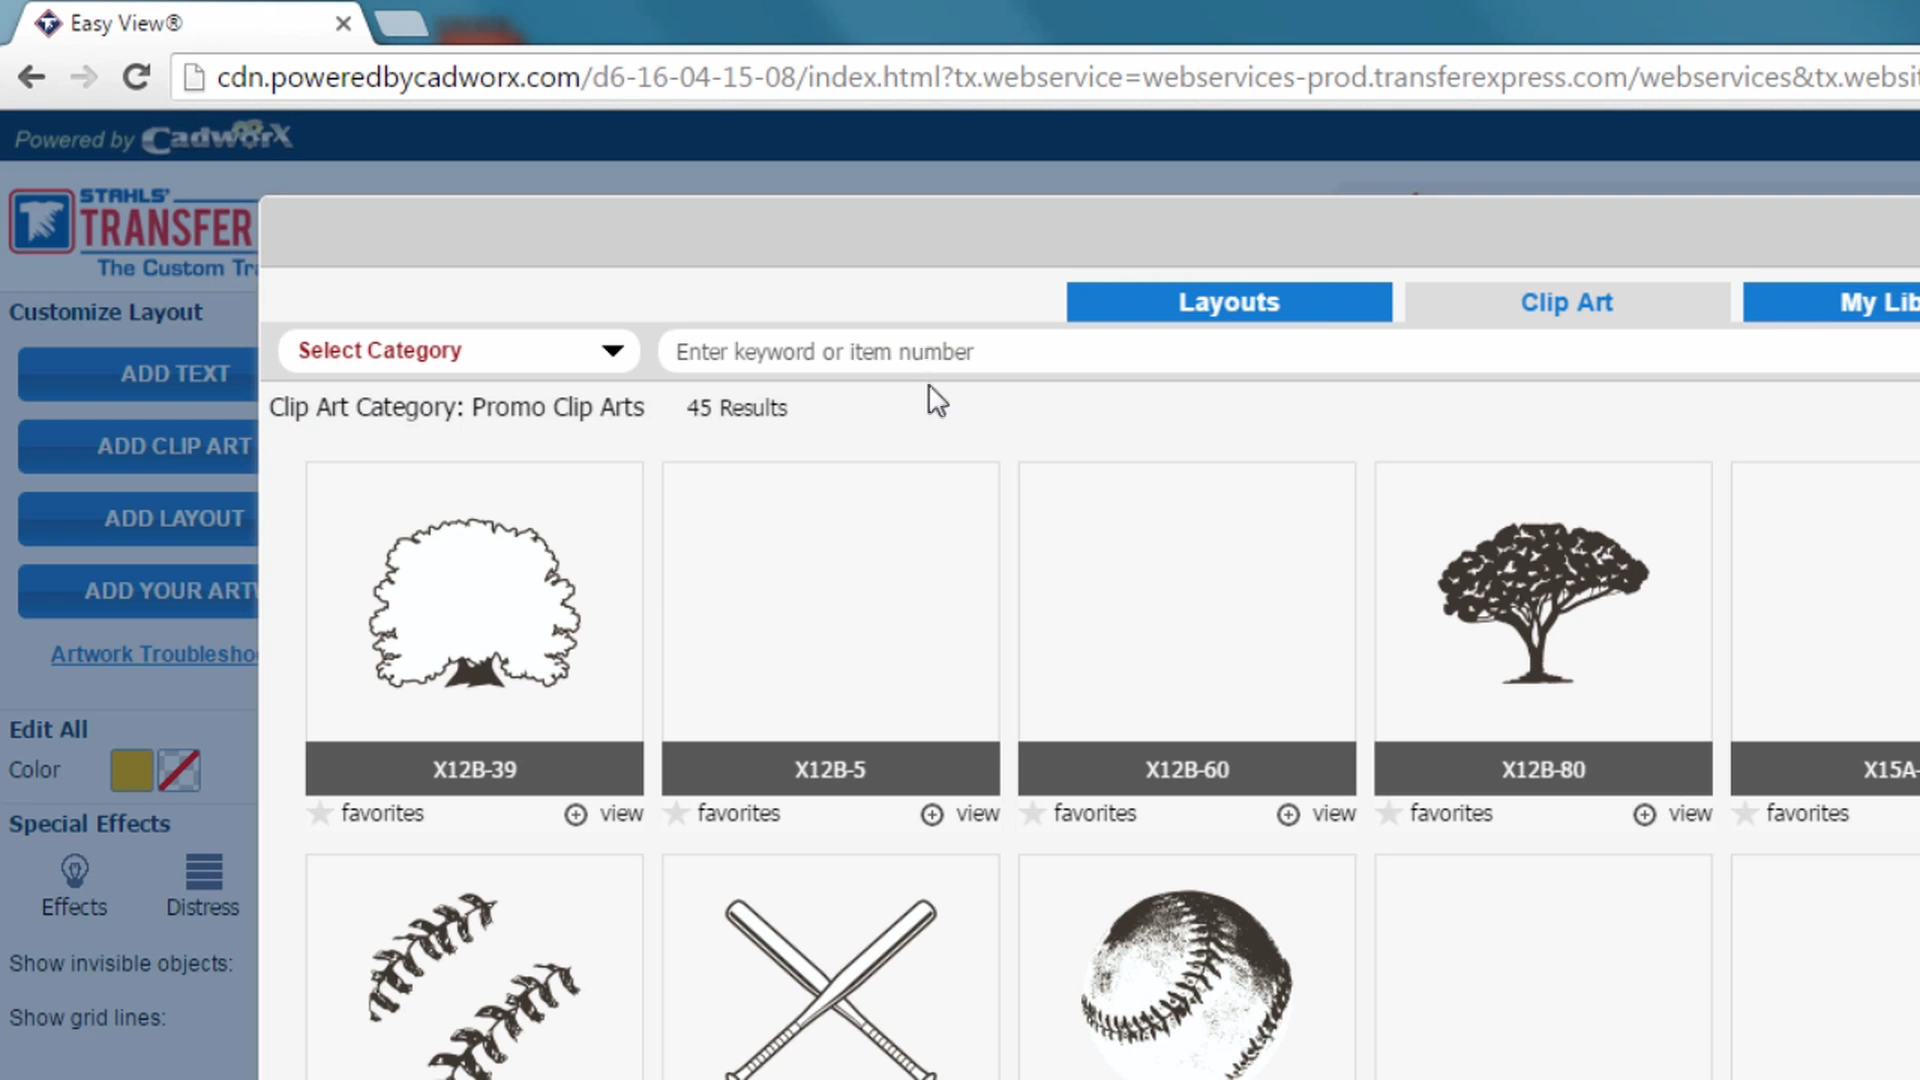 Easy View®
cdn.poweredbycadworx.com/d6-16-04-15-08/index.html?tx.webservice=webservices-prod.transferexpress.com/webservices&tx.websit
Powered by CadworX
STAHLS'
TRANSFER
The Custom Tra
Layouts
Clip Art
My Lib
Customize Layout
Select Category
Enter keyword or item number
ADD TEXT
Clip Art Category: Promo Clip Arts
45 Results
ADD CLIP ART
ADD LAYOUT
ADD YOUR ART
Artwork Troublesho
Edit All
Color
X12B-39
X12B-5
X12B-60
X12B-80
X15A-
favorites
view
favorites
view
favorites
view
favorites
view
favorites
Special Effects
Effects
Distress
Show invisible objects:
Show grid lines: